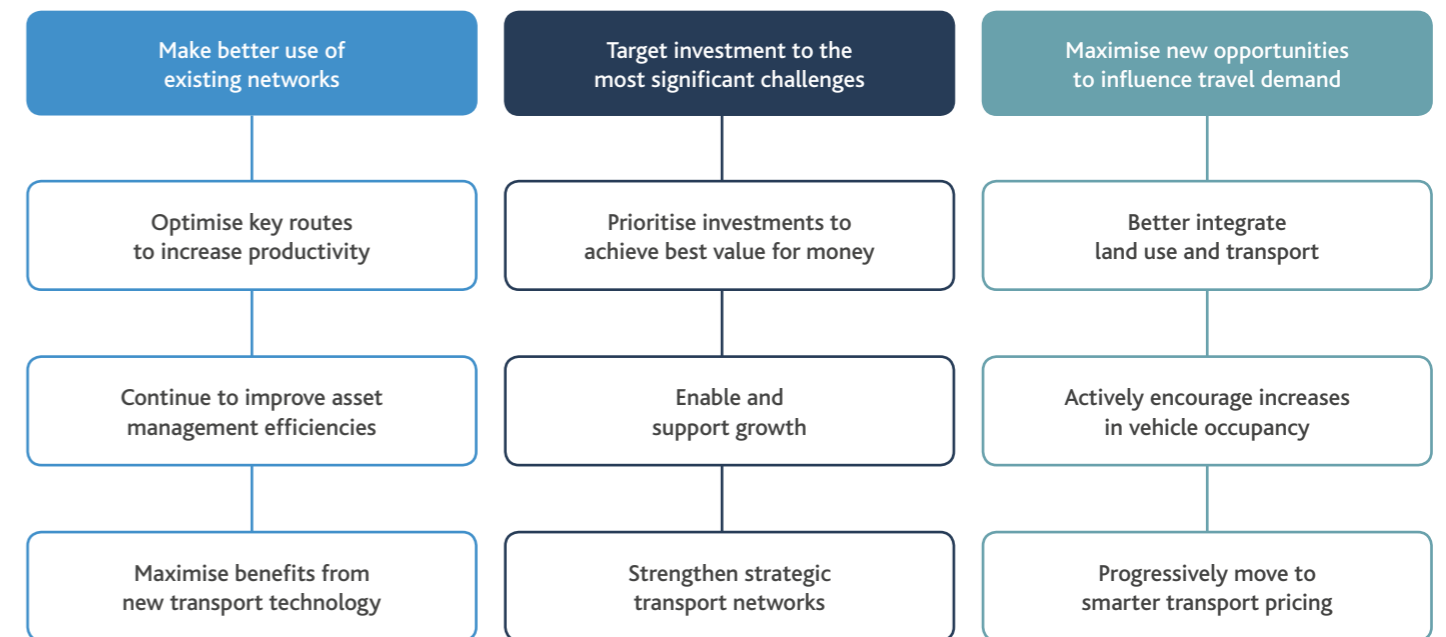 Make better use of
existing networks
Optimise key routes
to increase productivity
Continue to improve asset
management efficiencies
Maximise benefits from
new transport technology
Target investment to the
most significant challenges
Prioritise investments to
achieve best value for money
Enable and
support growth
Strengthen strategic
transport networks
Maximise new opportunities
to influence travel demand
Better integrate
land use and transport
Actively encourage increases
in vehicle occupancy
Progressively move to
smarter transport pricing